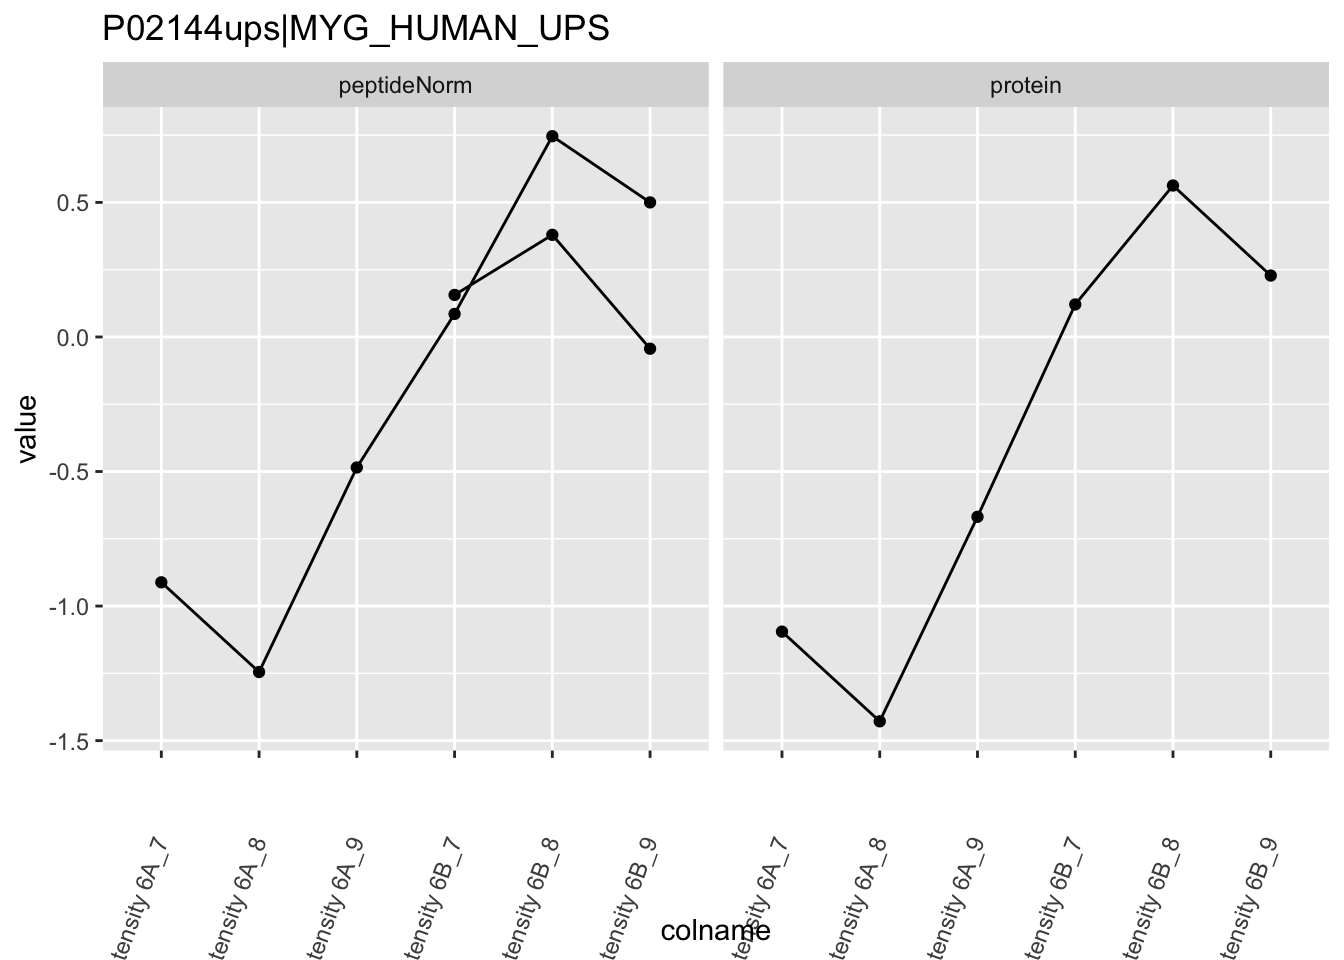 P02144ups|MYG_HUMAN_UPS
peptideNorm
protein
value
0.5
0.0
-0.5
-1.0
-1.5
tensity 6A_7
tensity 6A_8
tensity 6A_9
tensity 6B_7
tensity 6B_8
tensity 6B_9
tensity 6A_7
tensity 6A_8
tensity 6A_9
tensity 6B_7
tensity 6B_8
tensity 6B_9
colname